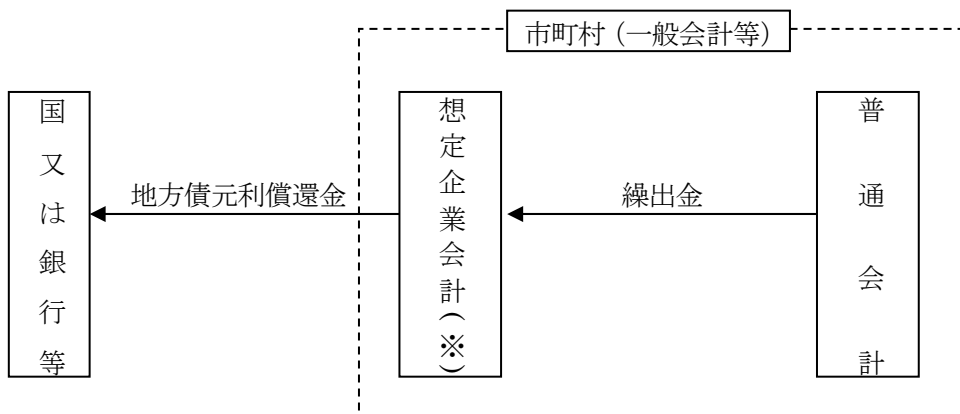 市町村（一般会計等）
国又は銀行等
地方債元利償還金
想定企業会計（※）
繰出金
普通会計